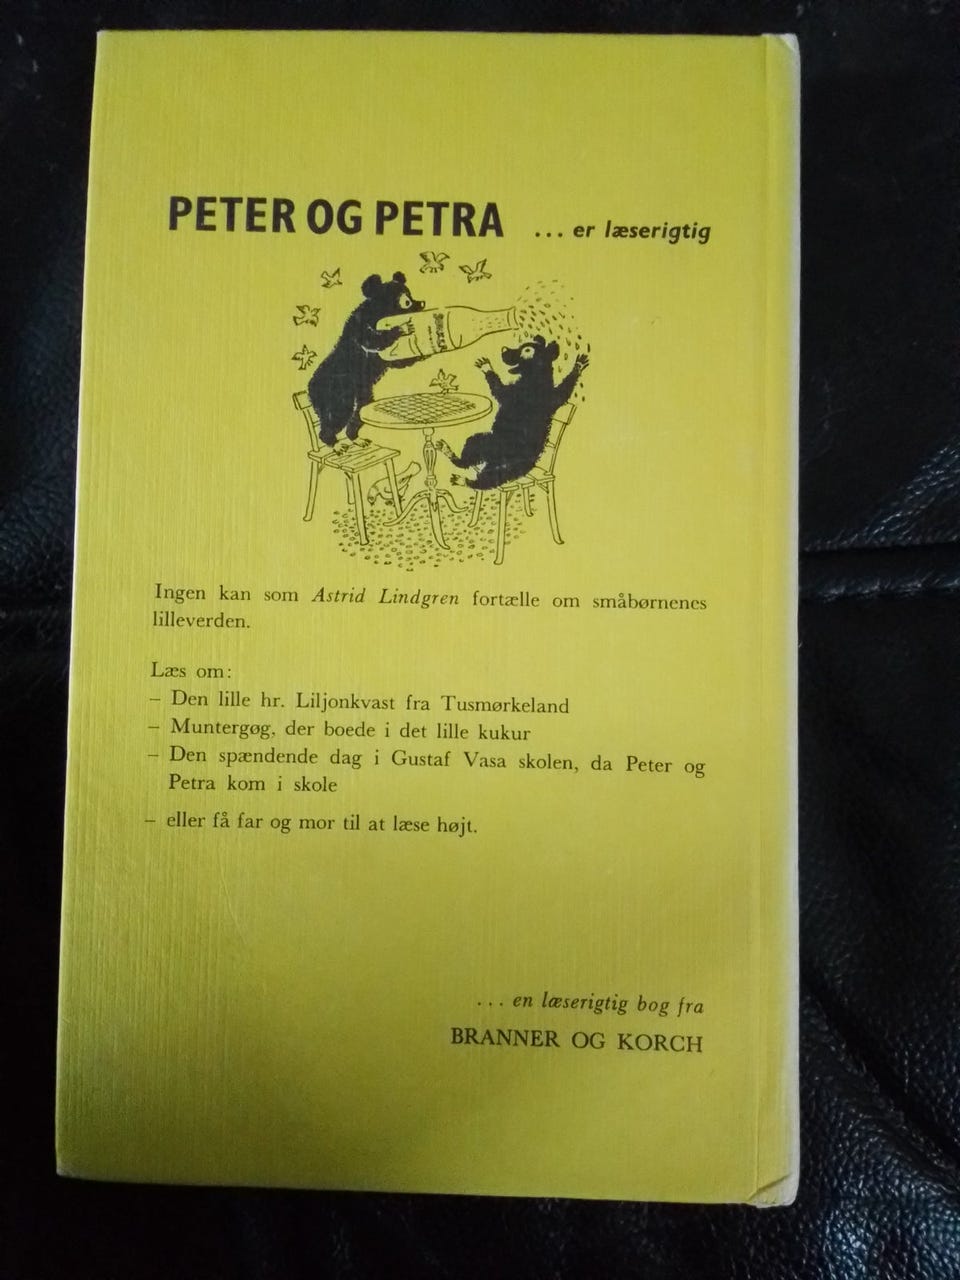 PETER OG PETRA ... er læserigtig
Ingen kan som Astrid Lindgren fortælle om småbørnenes
lilleverden.
Læs om:
– Den lille hr. Liljonkvast fra Tusmørkeland
– Muntergøg, der boede i det lille kukur
– Den spændende dag i Gustaf Vasa skolen, da Peter og
Petra kom i skole
– eller få far og mor til at læse højt.
... en læserigtig bog fra
BRANNER OG KORCH